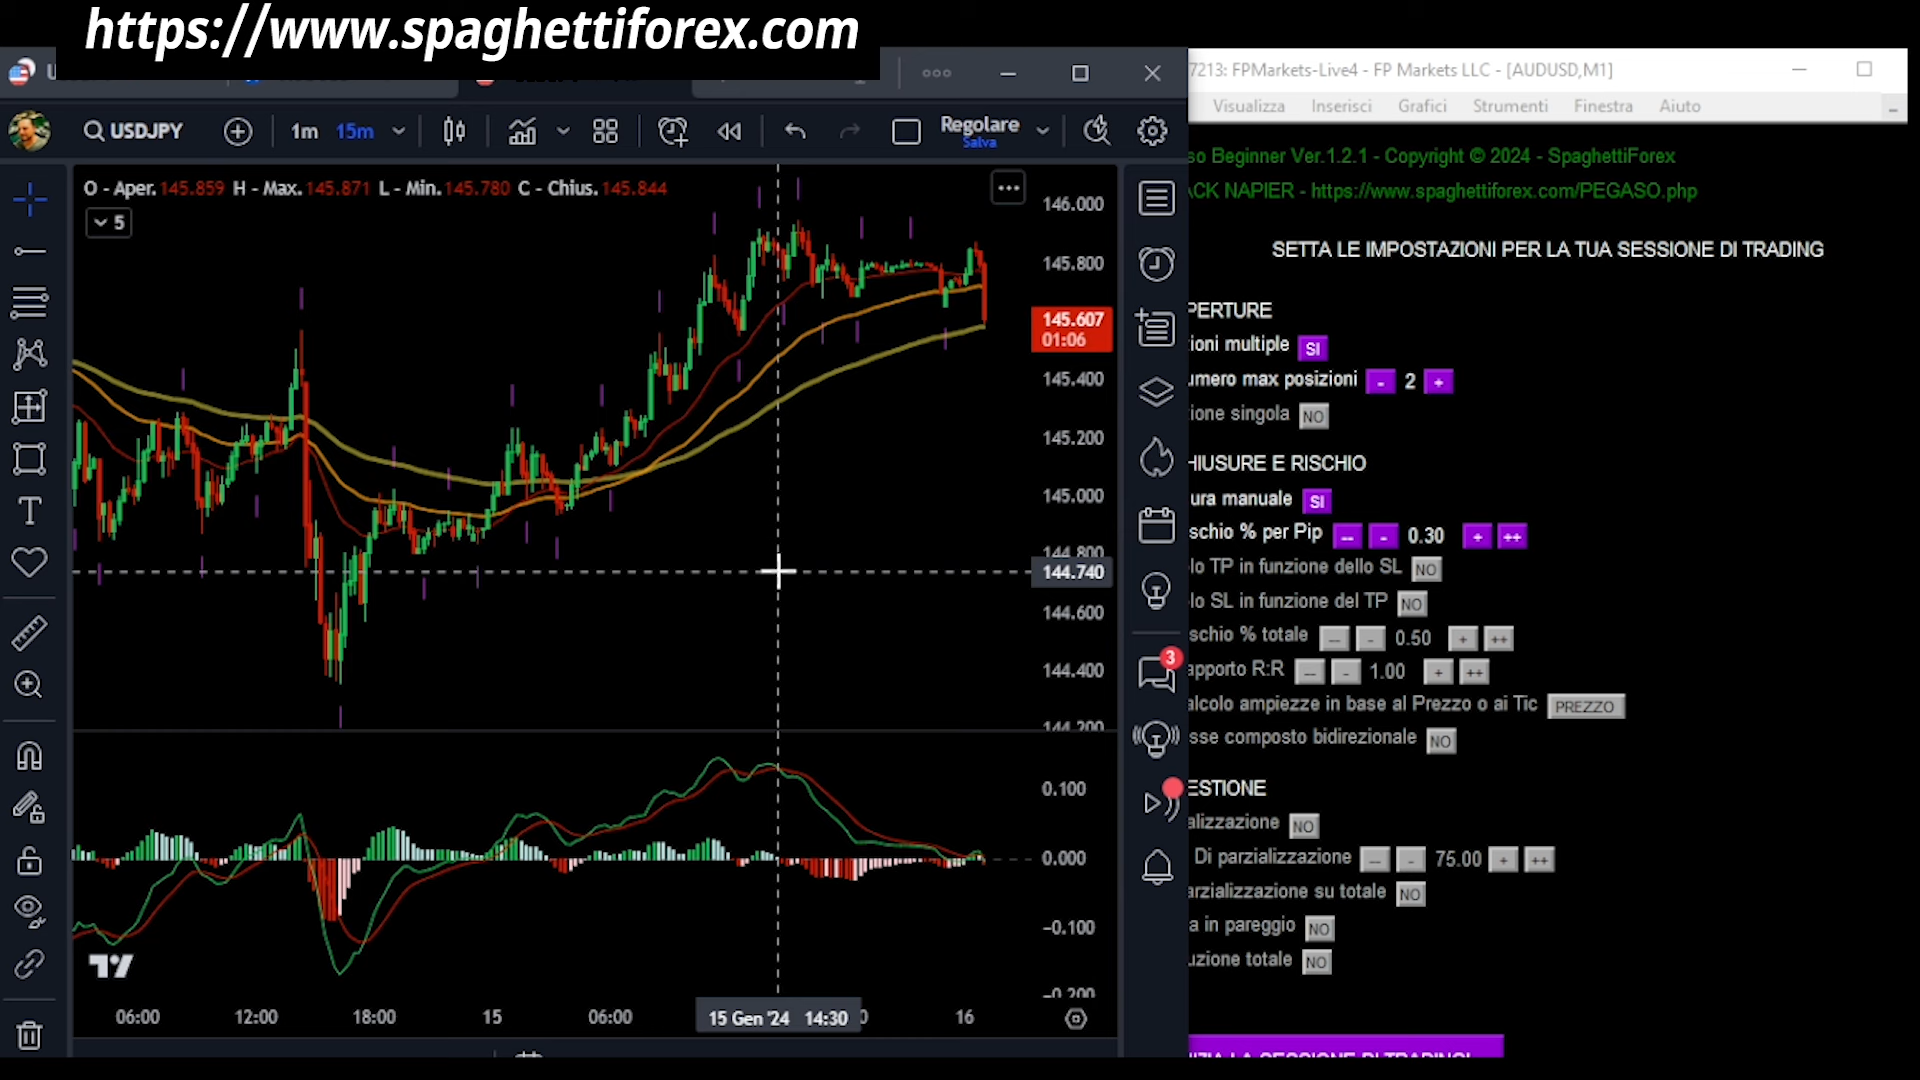 https://www.spaghettiforex.com
7213: FPMarkets-Live4 - FP Markets LLC - [AUDUSD,M1]
Visualizza Inserisci Grafici Strumenti Finestra Aiuto
USDJPY 1m 15m Regolare
Salva
O - Aper. 145.859 H - Max. 145.871 L - Min. 145.780 C - Chius. 145.844
5
146.000
145.800
145.607
01:06
145.400
145.200
145.000
144.800
144.740
144.600
144.400
144.200
0.100
0.000
-0.100
-0.200
06:00 12:00 18:00 15 06:00 15 Gen '24 14:30 0 16
3
so Beginner Ver.1.2.1 - Copyright © 2024 - SpaghettiForex
ACK NAPIER - https://www.spaghettiforex.com/PEGASO.php
SETTA LE IMPOSTAZIONI PER LA TUA SESSIONE DI TRADING
PERTURE
ioni multiple SI
umero max posizioni - 2 +
ione singola NO
HIUSURE E RISCHIO
ura manuale SI
schio % per Pip -- - 0.30 + ++
lo TP in funzione dello SL NO
lo SL in funzione del TP NO
schio % totale -- - 0.50 + ++
apporto R:R -- - 1.00 + ++
alcolo ampiezze in base al Prezzo o ai Tic PREZZO
sse composto bidirezionale NO
ESTIONE
alizzazione NO
Di parzializzazione -- - 75.00 + ++
arzializzazione su totale NO
a in pareggio NO
uzione totale NO
NIZIA LA SESSIONE DI TRADING!